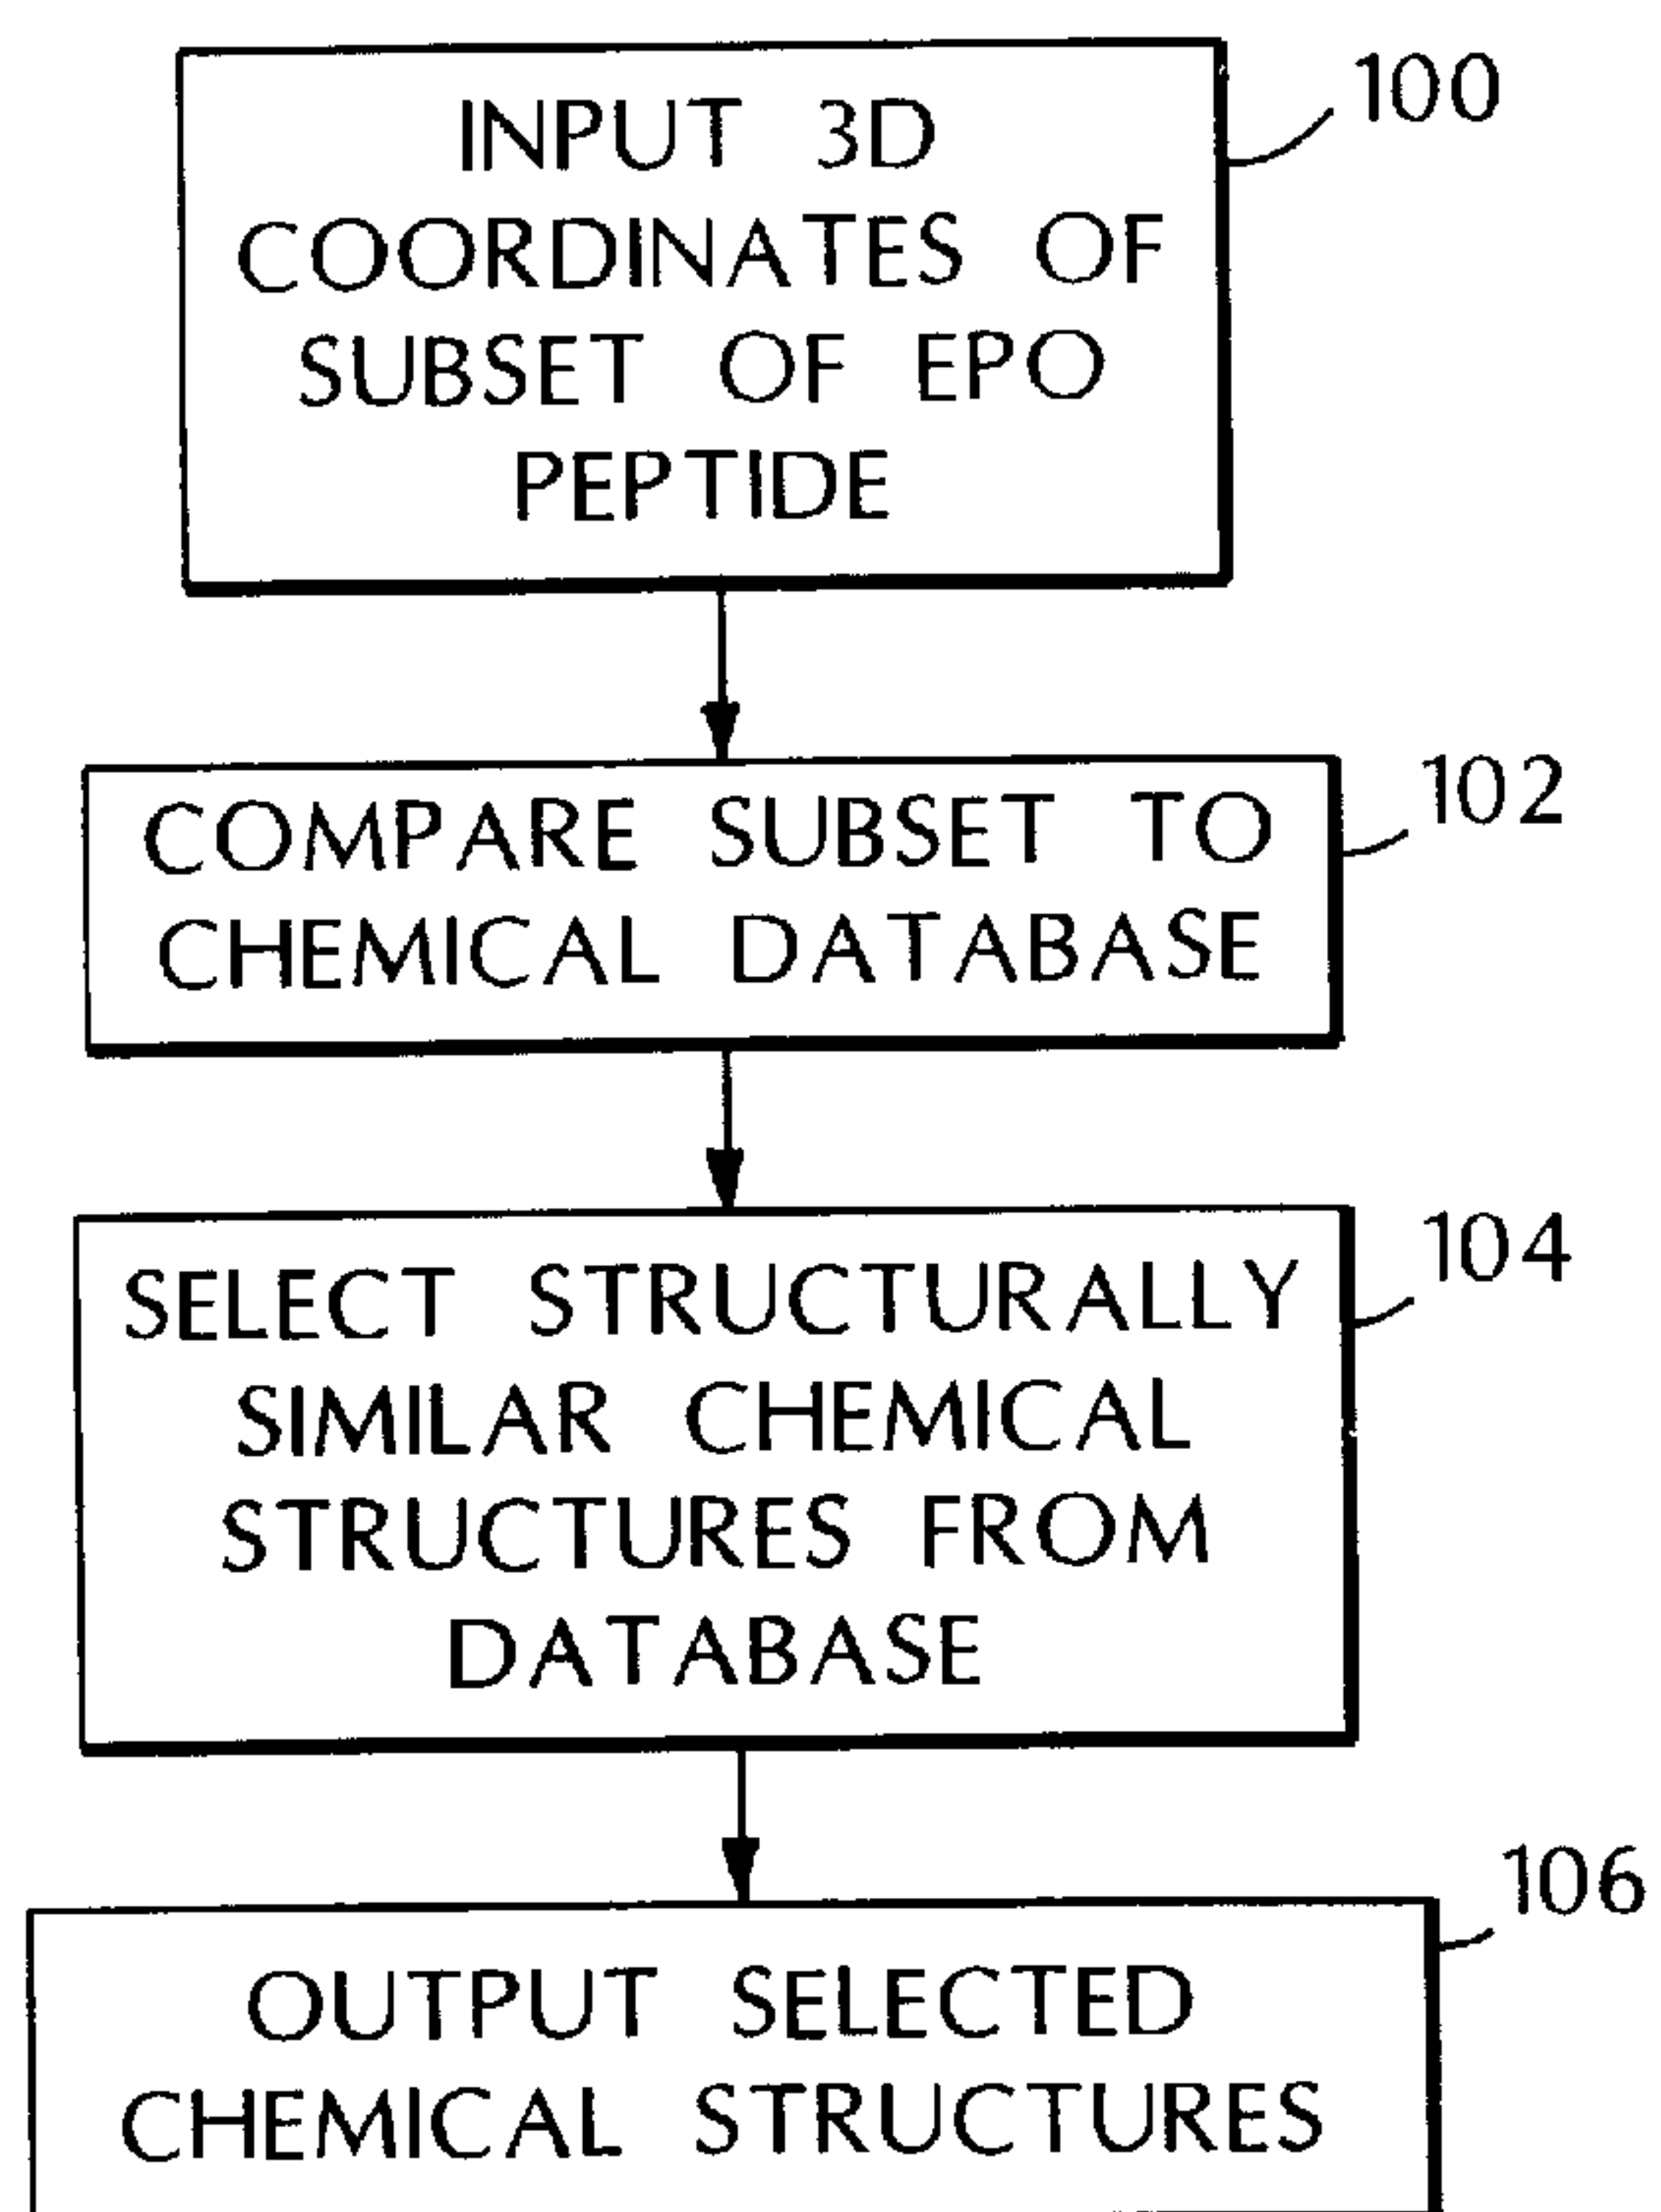 100
INPUT 3D
COORDINATES OF
SUBSET OF EPO
PEPTIDE
102
COMPARE SUBSET TO
CHEMICAL DATABASE
104
SELECT STRUCTURALLY
SIMILAR CHEMICAL
STRUCTURES FROM
DATABASE
106
OUTPUT SELECTED
CHEMICAL STRUCTURES